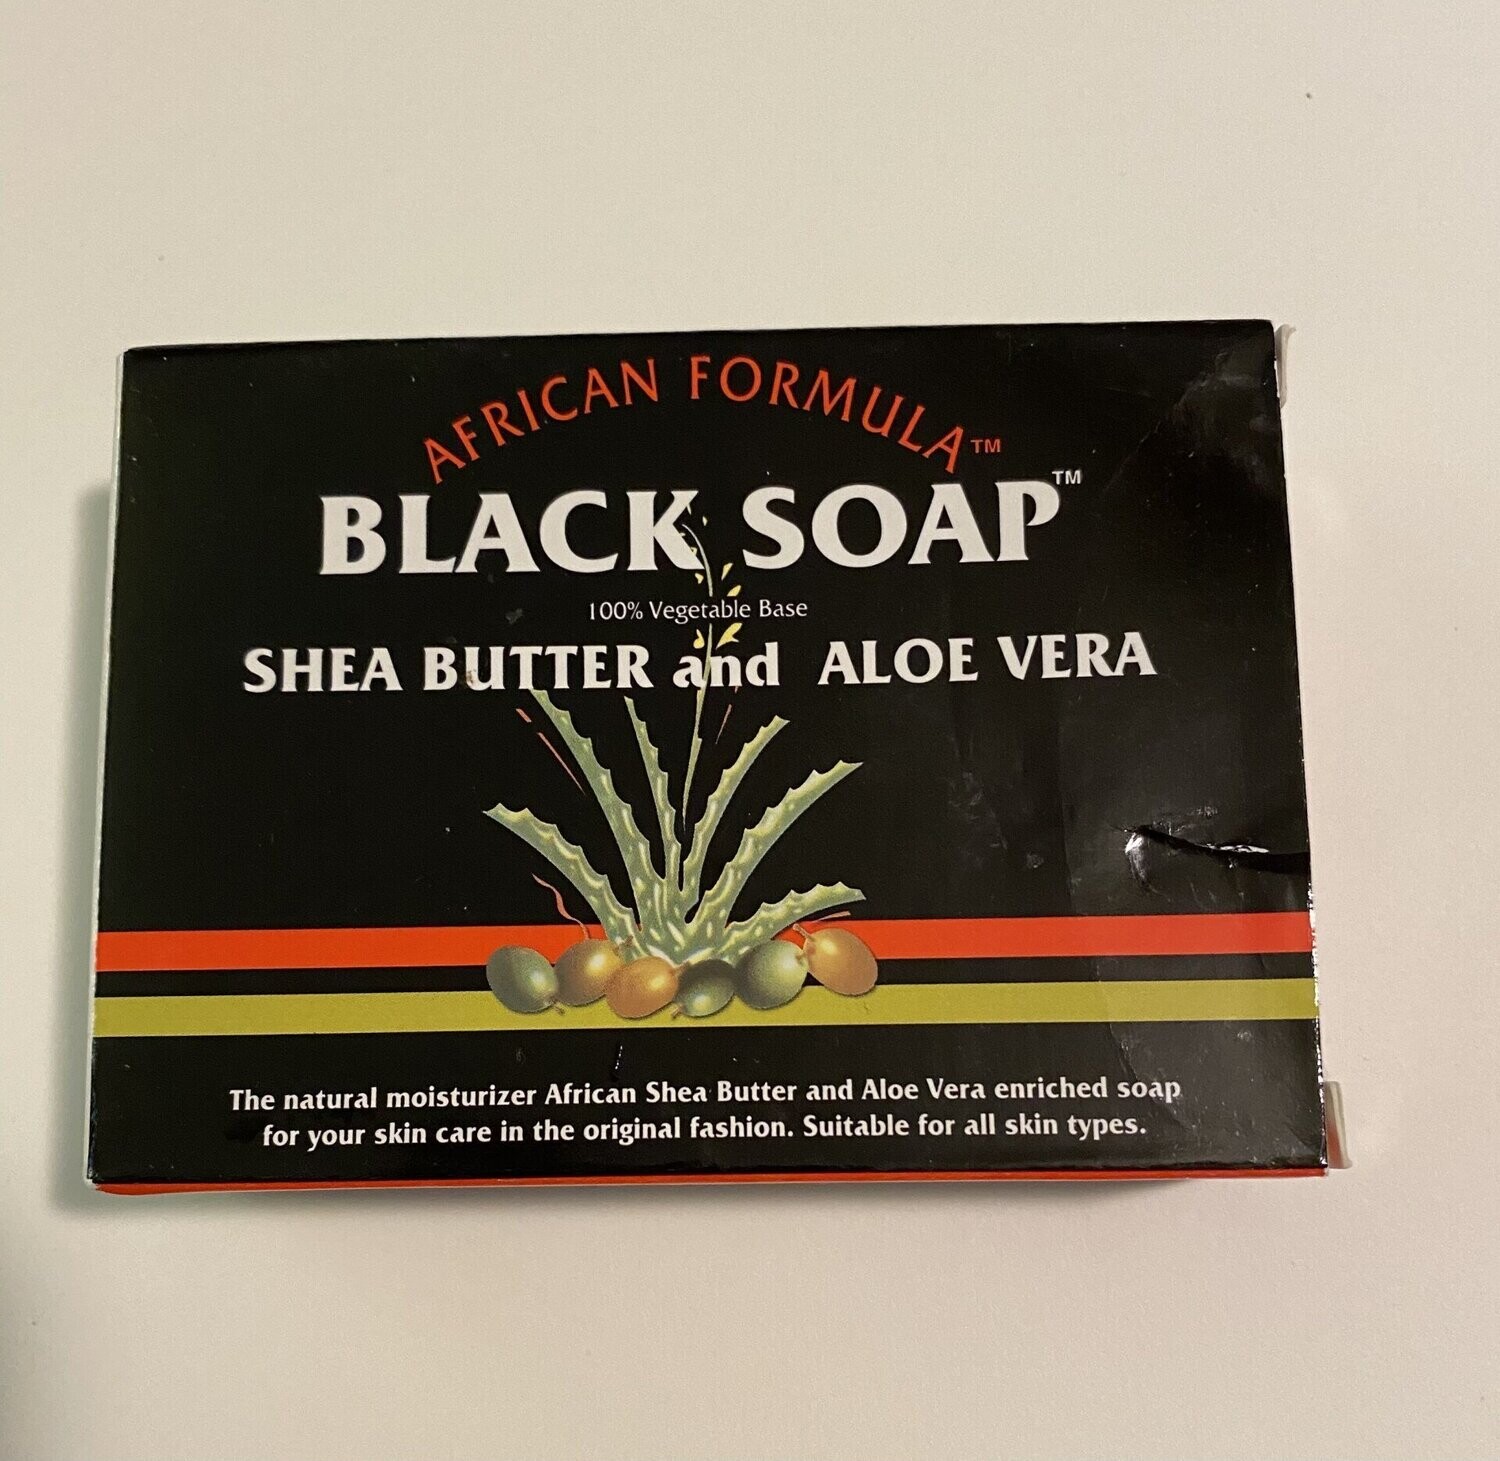 AFRICAN FORMULA™
BLACK SOAP™
100% Vegetable Base
SHEA BUTTER and ALOE VERA
The natural moisturizer African Shea Butter and Aloe Vera enriched soap
for your skin care in the original fashion. Suitable for all skin types.